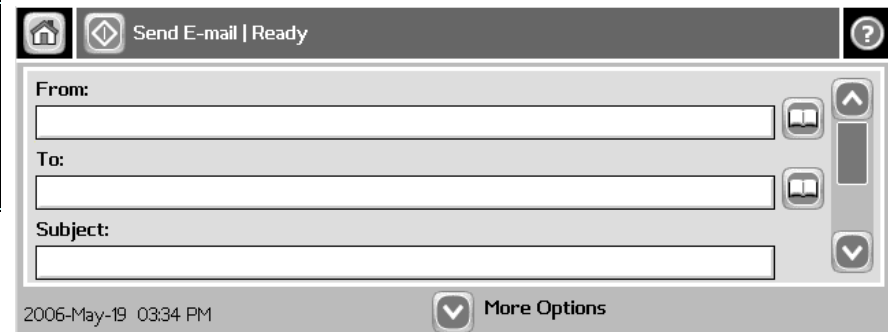 Send E-mail | Ready
?
From:
To:
Subject:
2006-May-19 03:34 PM
More Options